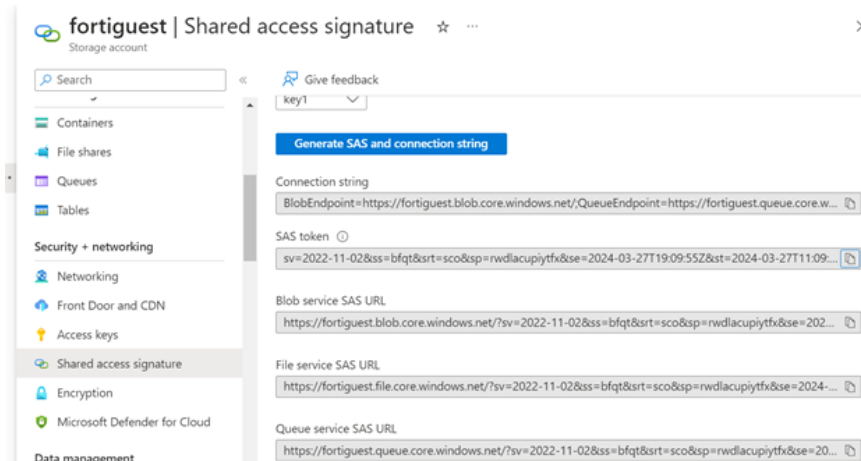 fortiguest | Shared access signature
Storage account
Search
Give feedback
key1
Containers
File shares
Queues
Tables
Security + networking
Networking
Front Door and CDN
Access keys
Shared access signature
Encryption
Microsoft Defender for Cloud
Data management
Generate SAS and connection string
Connection string
BlobEndpoint=https://fortiguest.blob.core.windows.net/;QueueEndpoint=https://fortiguest.queue.core.w...
SAS token
sv=2022-11-02&ss=bfqt&srt=sco&sp=rwdlacupiytfx&se=2024-03-27T19:09:55Z&st=2024-03-27T11:09:...
Blob service SAS URL
https://fortiguest.blob.core.windows.net/?sv=2022-11-02&ss=bfqt&srt=sco&sp=rwdlacupiytfx&se=202...
File service SAS URL
https://fortiguest.file.core.windows.net/?sv=2022-11-02&ss=bfqt&srt=sco&sp=rwdlacupiytfx&se=2024-...
Queue service SAS URL
https://fortiguest.queue.core.windows.net/?sv=2022-11-02&ss=bfqt&srt=sco&sp=rwdlacupiytfx&se=20...